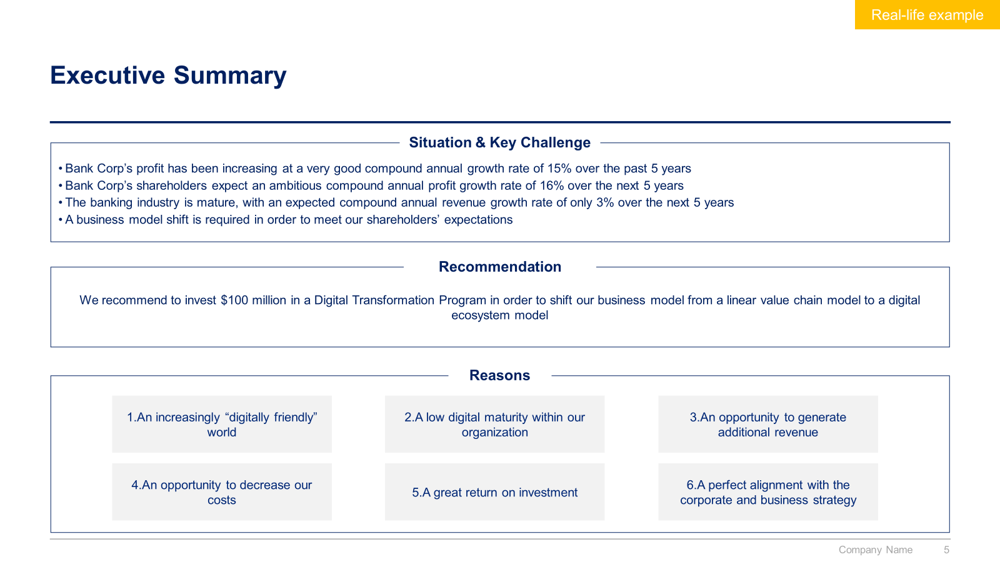 Real-life example
Executive Summary
Situation & Key Challenge
• Bank Corp’s profit has been increasing at a very good compound annual growth rate of 15% over the past 5 years
• Bank Corp’s shareholders expect an ambitious compound annual profit growth rate of 16% over the next 5 years
• The banking industry is mature, with an expected compound annual revenue growth rate of only 3% over the next 5 years
• A business model shift is required in order to meet our shareholders’ expectations
Recommendation
We recommend to invest $100 million in a Digital Transformation Program in order to shift our business model from a linear value chain model to a digital
ecosystem model
Reasons
1.An increasingly “digitally friendly”
world
2.A low digital maturity within our
organization
3.An opportunity to generate
additional revenue
4.An opportunity to decrease our
costs
5.A great return on investment
6.A perfect alignment with the
corporate and business strategy
Company Name
5